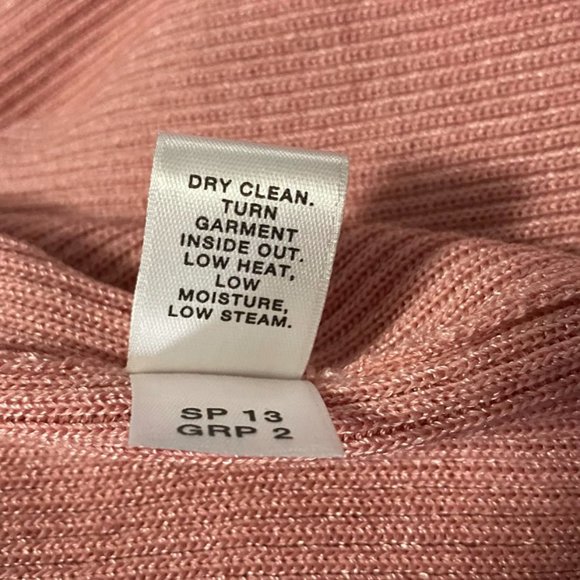 DRY CLEAN.
TURN
GARMENT
INSIDE OUT.
LOW HEAT,
LOW
MOISTURE,
LOW STEAM.
SP 13
GRP 2